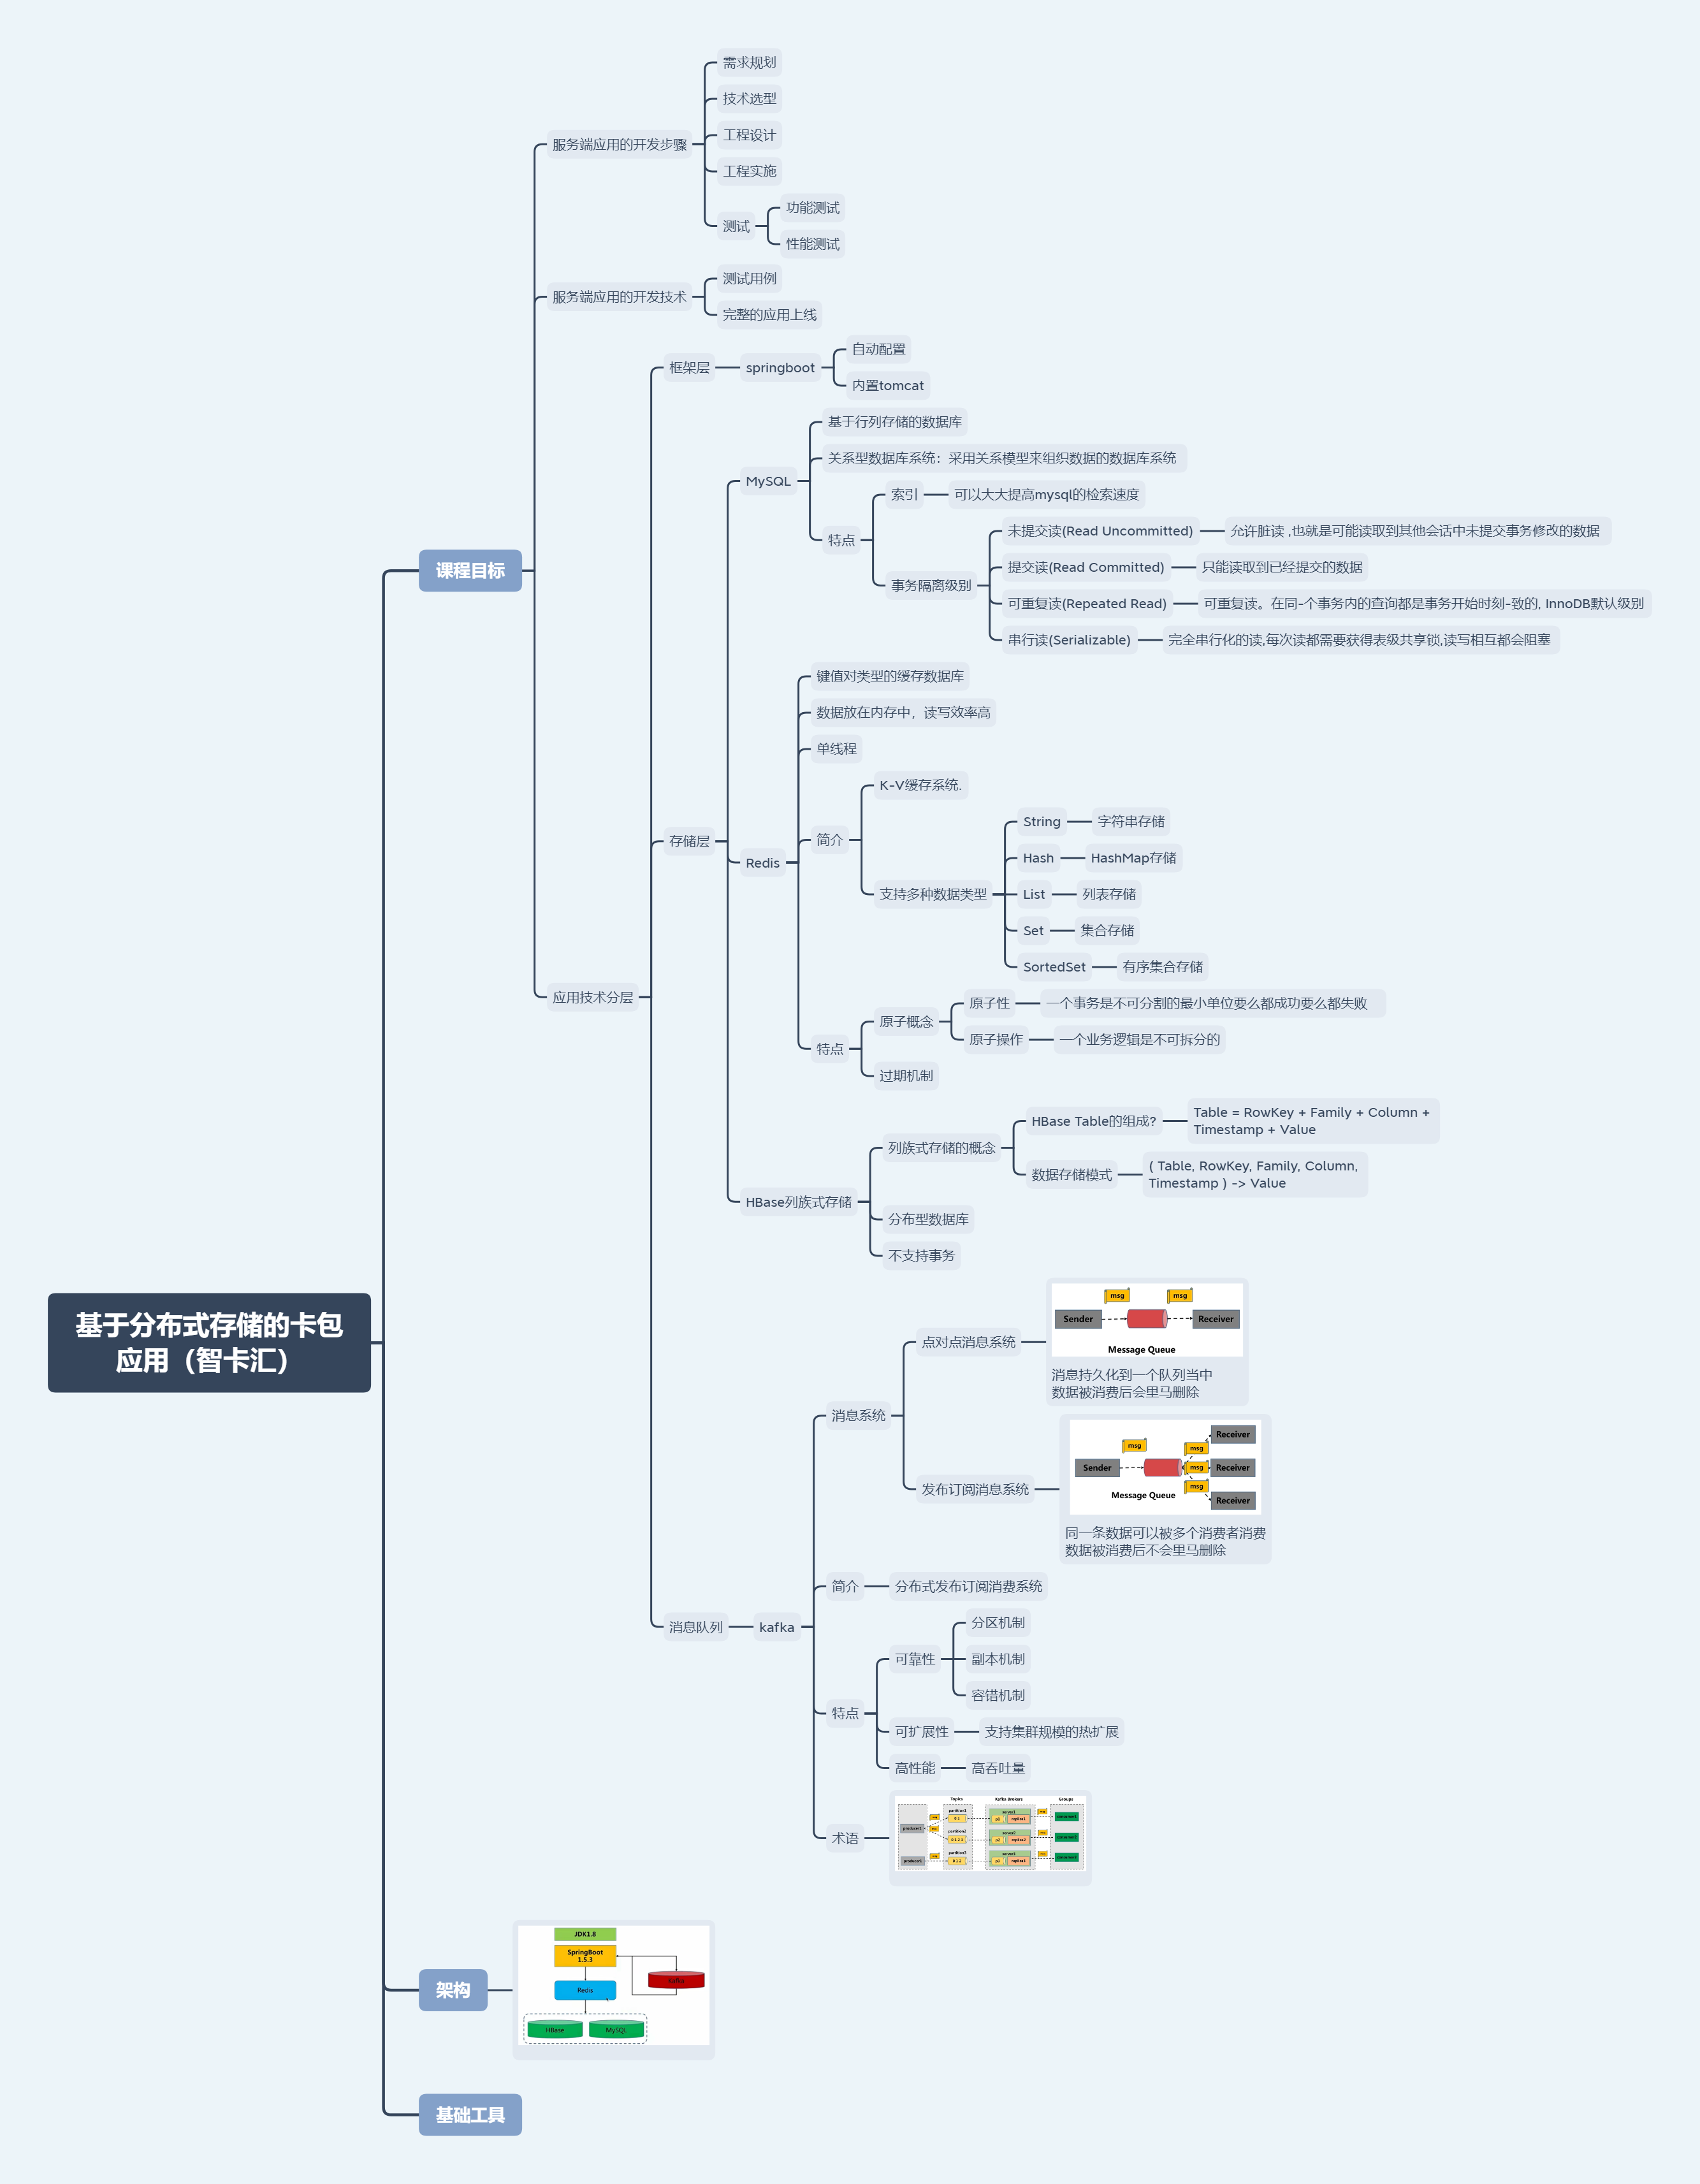 需求规划
技术选型
工程设计
工程实施
服务端应用的开发步骤
测试
功能测试
性能测试
服务端应用的开发技术
测试用例
完整的应用上线
课程目标
应用技术分层
框架层
springboot
自动配置
内置tomcat
存储层
MySQL
基于行列存储的数据库
关系型数据库系统：采用关系模型来组织数据的数据库系统
特点
索引
可以大大提高mysql的检索速度
事务隔离级别
未提交读(Read Uncommitted)
允许脏读 ,也就是可能读取到其他会话中未提交事务修改的数据
提交读(Read Committed)
只能读取到已经提交的数据
可重复读(Repeated Read)
可重复读。在同-个事务内的查询都是事务开始时刻-致的, InnoDB默认级别
串行读(Serializable)
完全串行化的读,每次读都需要获得表级共享锁,读写相互都会阻塞
Redis
键值对类型的缓存数据库
数据放在内存中，读写效率高
单线程
简介
K-V缓存系统.
支持多种数据类型
String
字符串存储
Hash
HashMap存储
List
列表存储
Set
集合存储
SortedSet
有序集合存储
特点
原子概念
原子性
一个事务是不可分割的最小单位要么都成功要么都失败
原子操作
一个业务逻辑是不可拆分的
过期机制
HBase列族式存储
列族式存储的概念
HBase Table的组成?
Table = RowKey + Family + Column +
Timestamp + Value
数据存储模式
( Table, RowKey, Family, Column,
Timestamp ) -> Value
分布型数据库
不支持事务
基于分布式存储的卡包
应用（智卡汇）
消息队列
kafka
消息系统
点对点消息系统
msg
msg
Sender
Receiver
Message Queue
消息持久化到一个队列当中
数据被消费后会里马删除
发布订阅消息系统
Receiver
msg
msg
Sender
msg
Receiver
msg
Message Queue
Receiver
同一条数据可以被多个消费者消费
数据被消费后不会里马删除
简介
分布式发布订阅消费系统
特点
可靠性
分区机制
副本机制
容错机制
可扩展性
支持集群规模的热扩展
高性能
高吞吐量
术语
Topics
Kafka Brokers
Groups
架构
JDK1.8
SpringBoot
1.5.3
Kafka
Redis
HBase
MySQL
基础工具